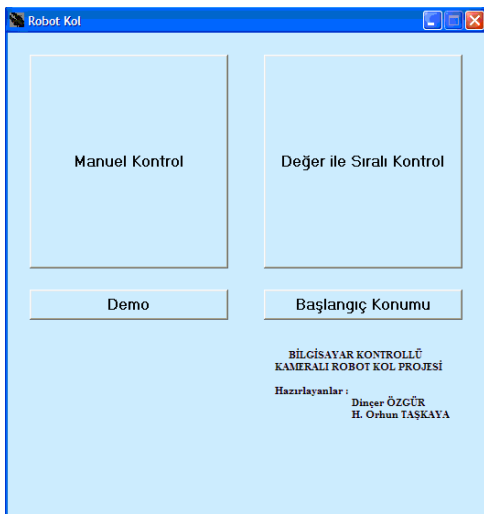 Robot Kol
Manuel Kontrol
Değer ile Sıralı Kontrol
Demo
Başlangıç Konumu
BİLGİSAYAR KONTROLLÜ
KAMERALI ROBOT KOL PROJESİ
Hazırlayanlar :
Dinçer ÖZGÜR
H. Orhun TAŞKAYA